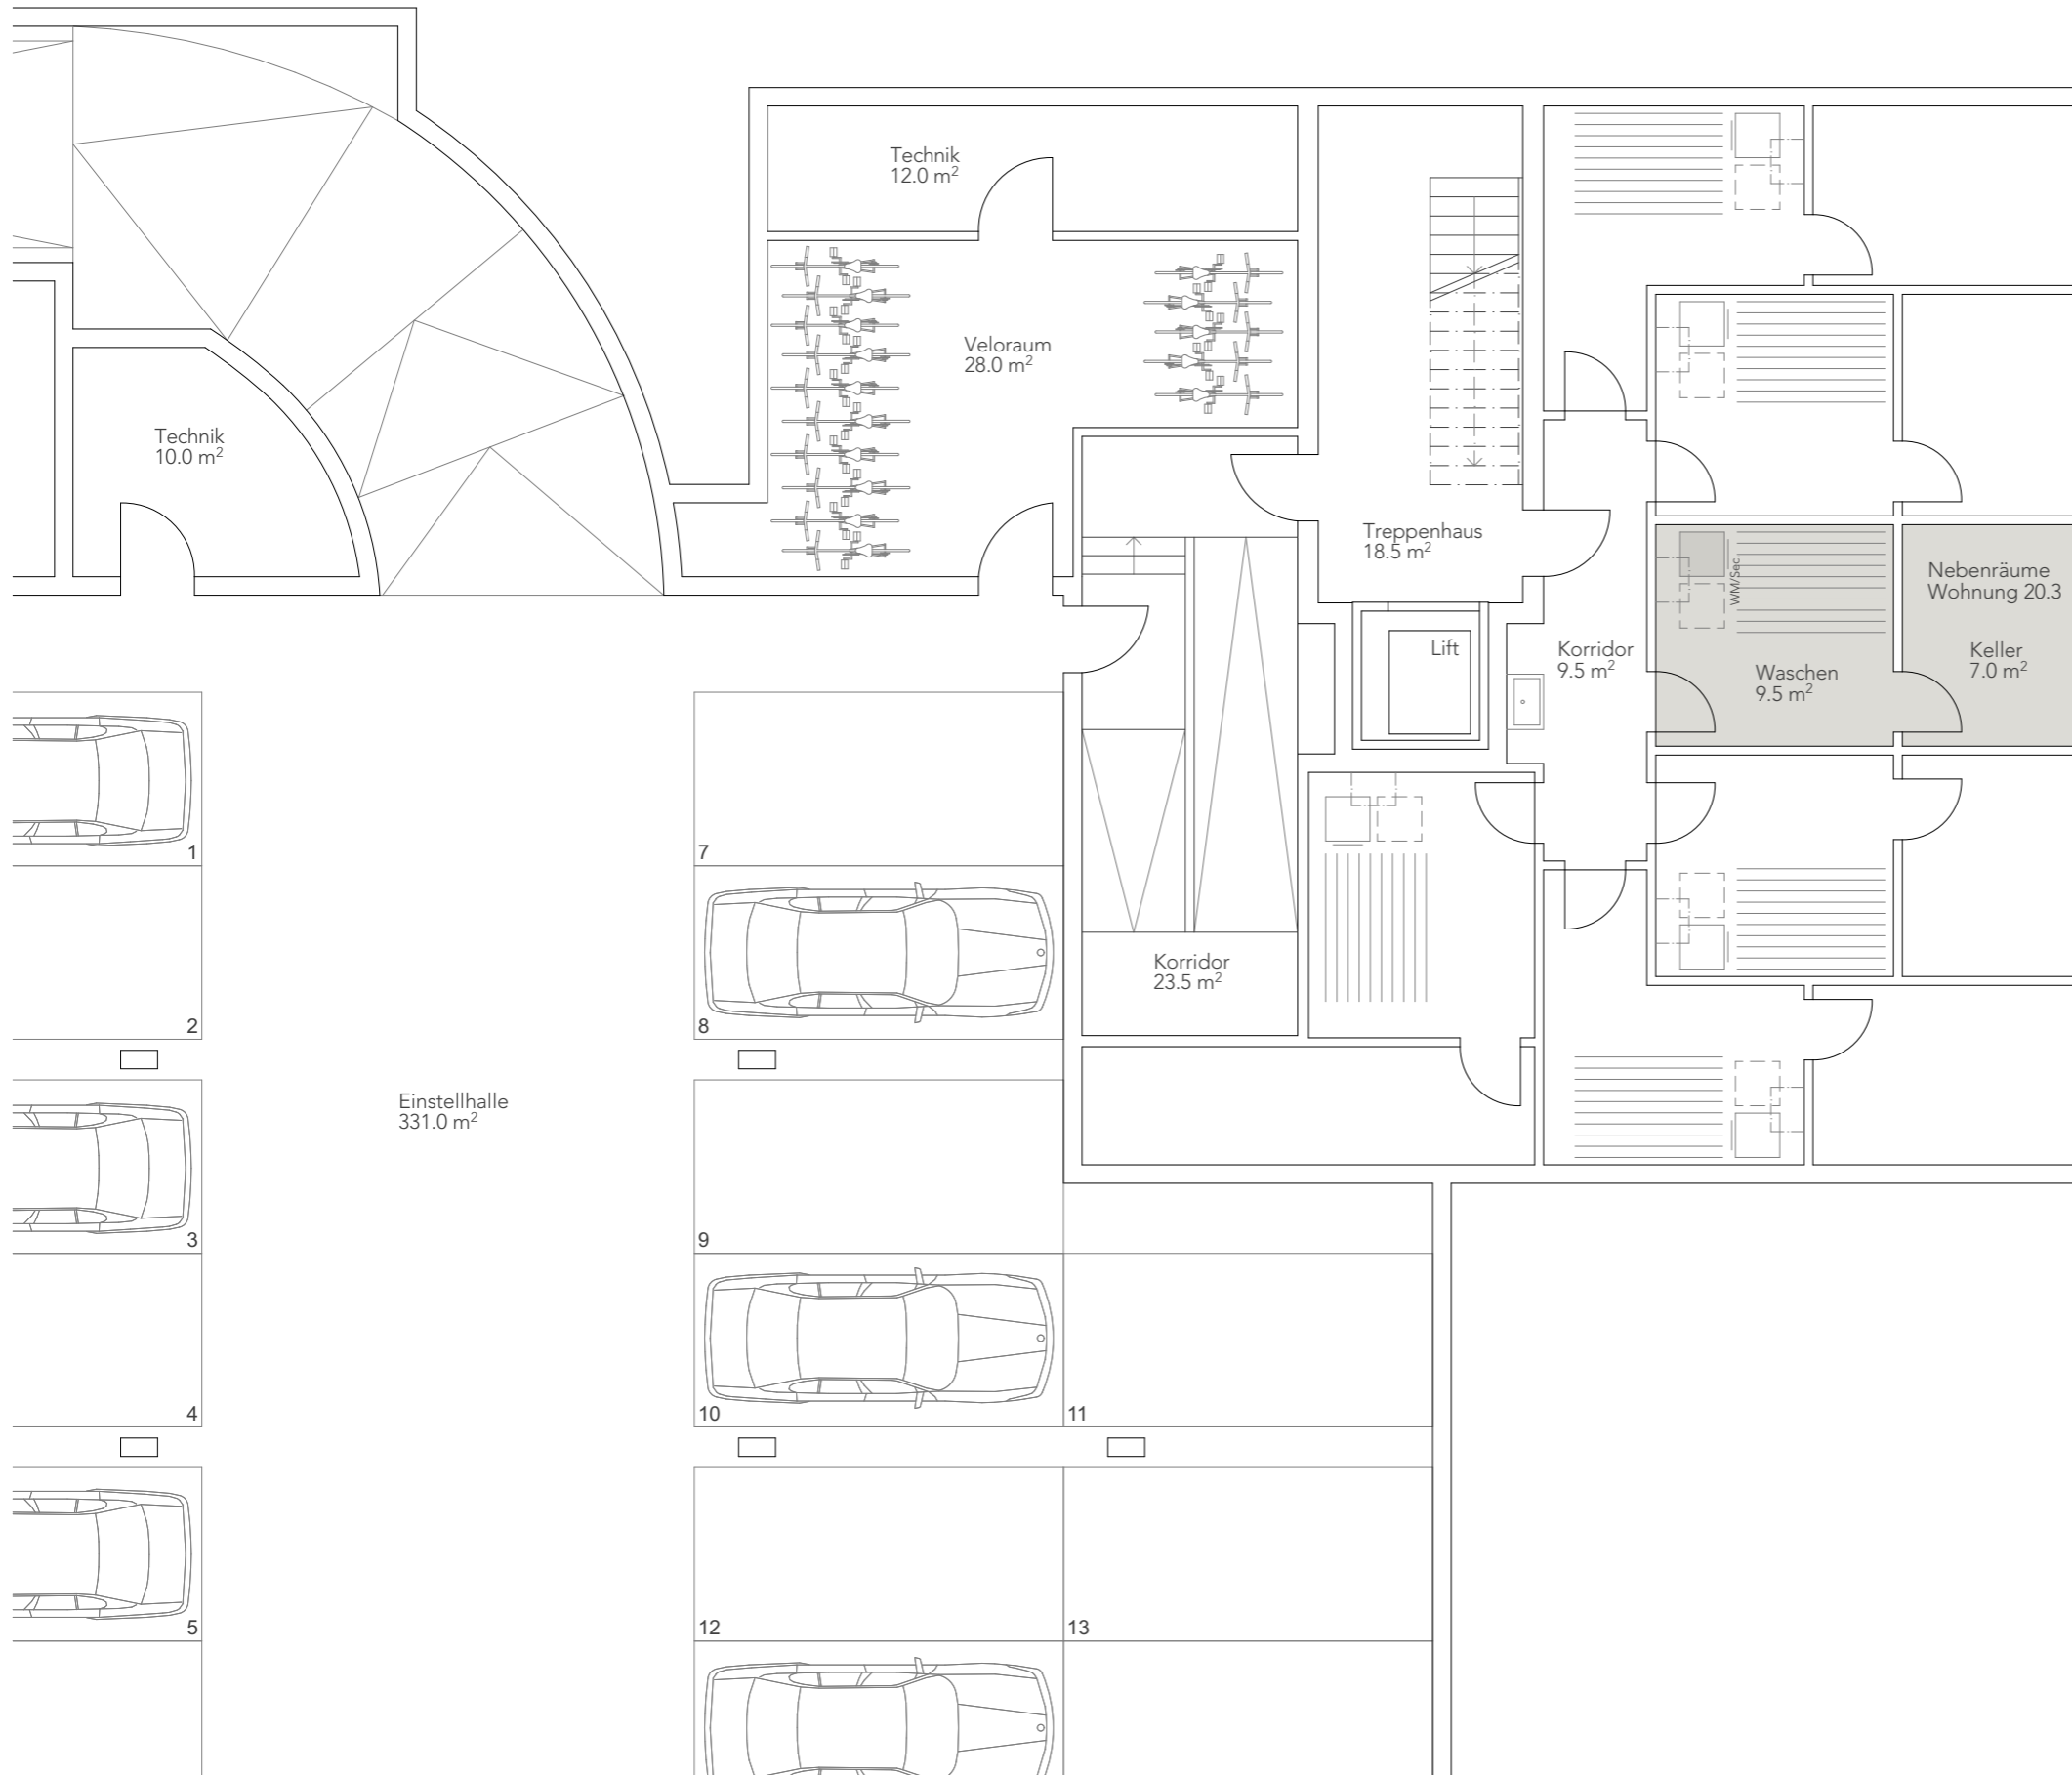 Technik
12.0 m²
Veloraum
28.0 m²
Technik
10.0 m²
Treppenhaus
18.5 m²
Lift
Korridor
9.5 m²
WM/Sec.
Waschen
9.5 m²
Nebenräume
Wohnung 20.3
Keller
7.0 m²
Korridor
23.5 m²
Einstellhalle
331.0 m²
1
2
3
4
5
7
8
9
10
11
12
13